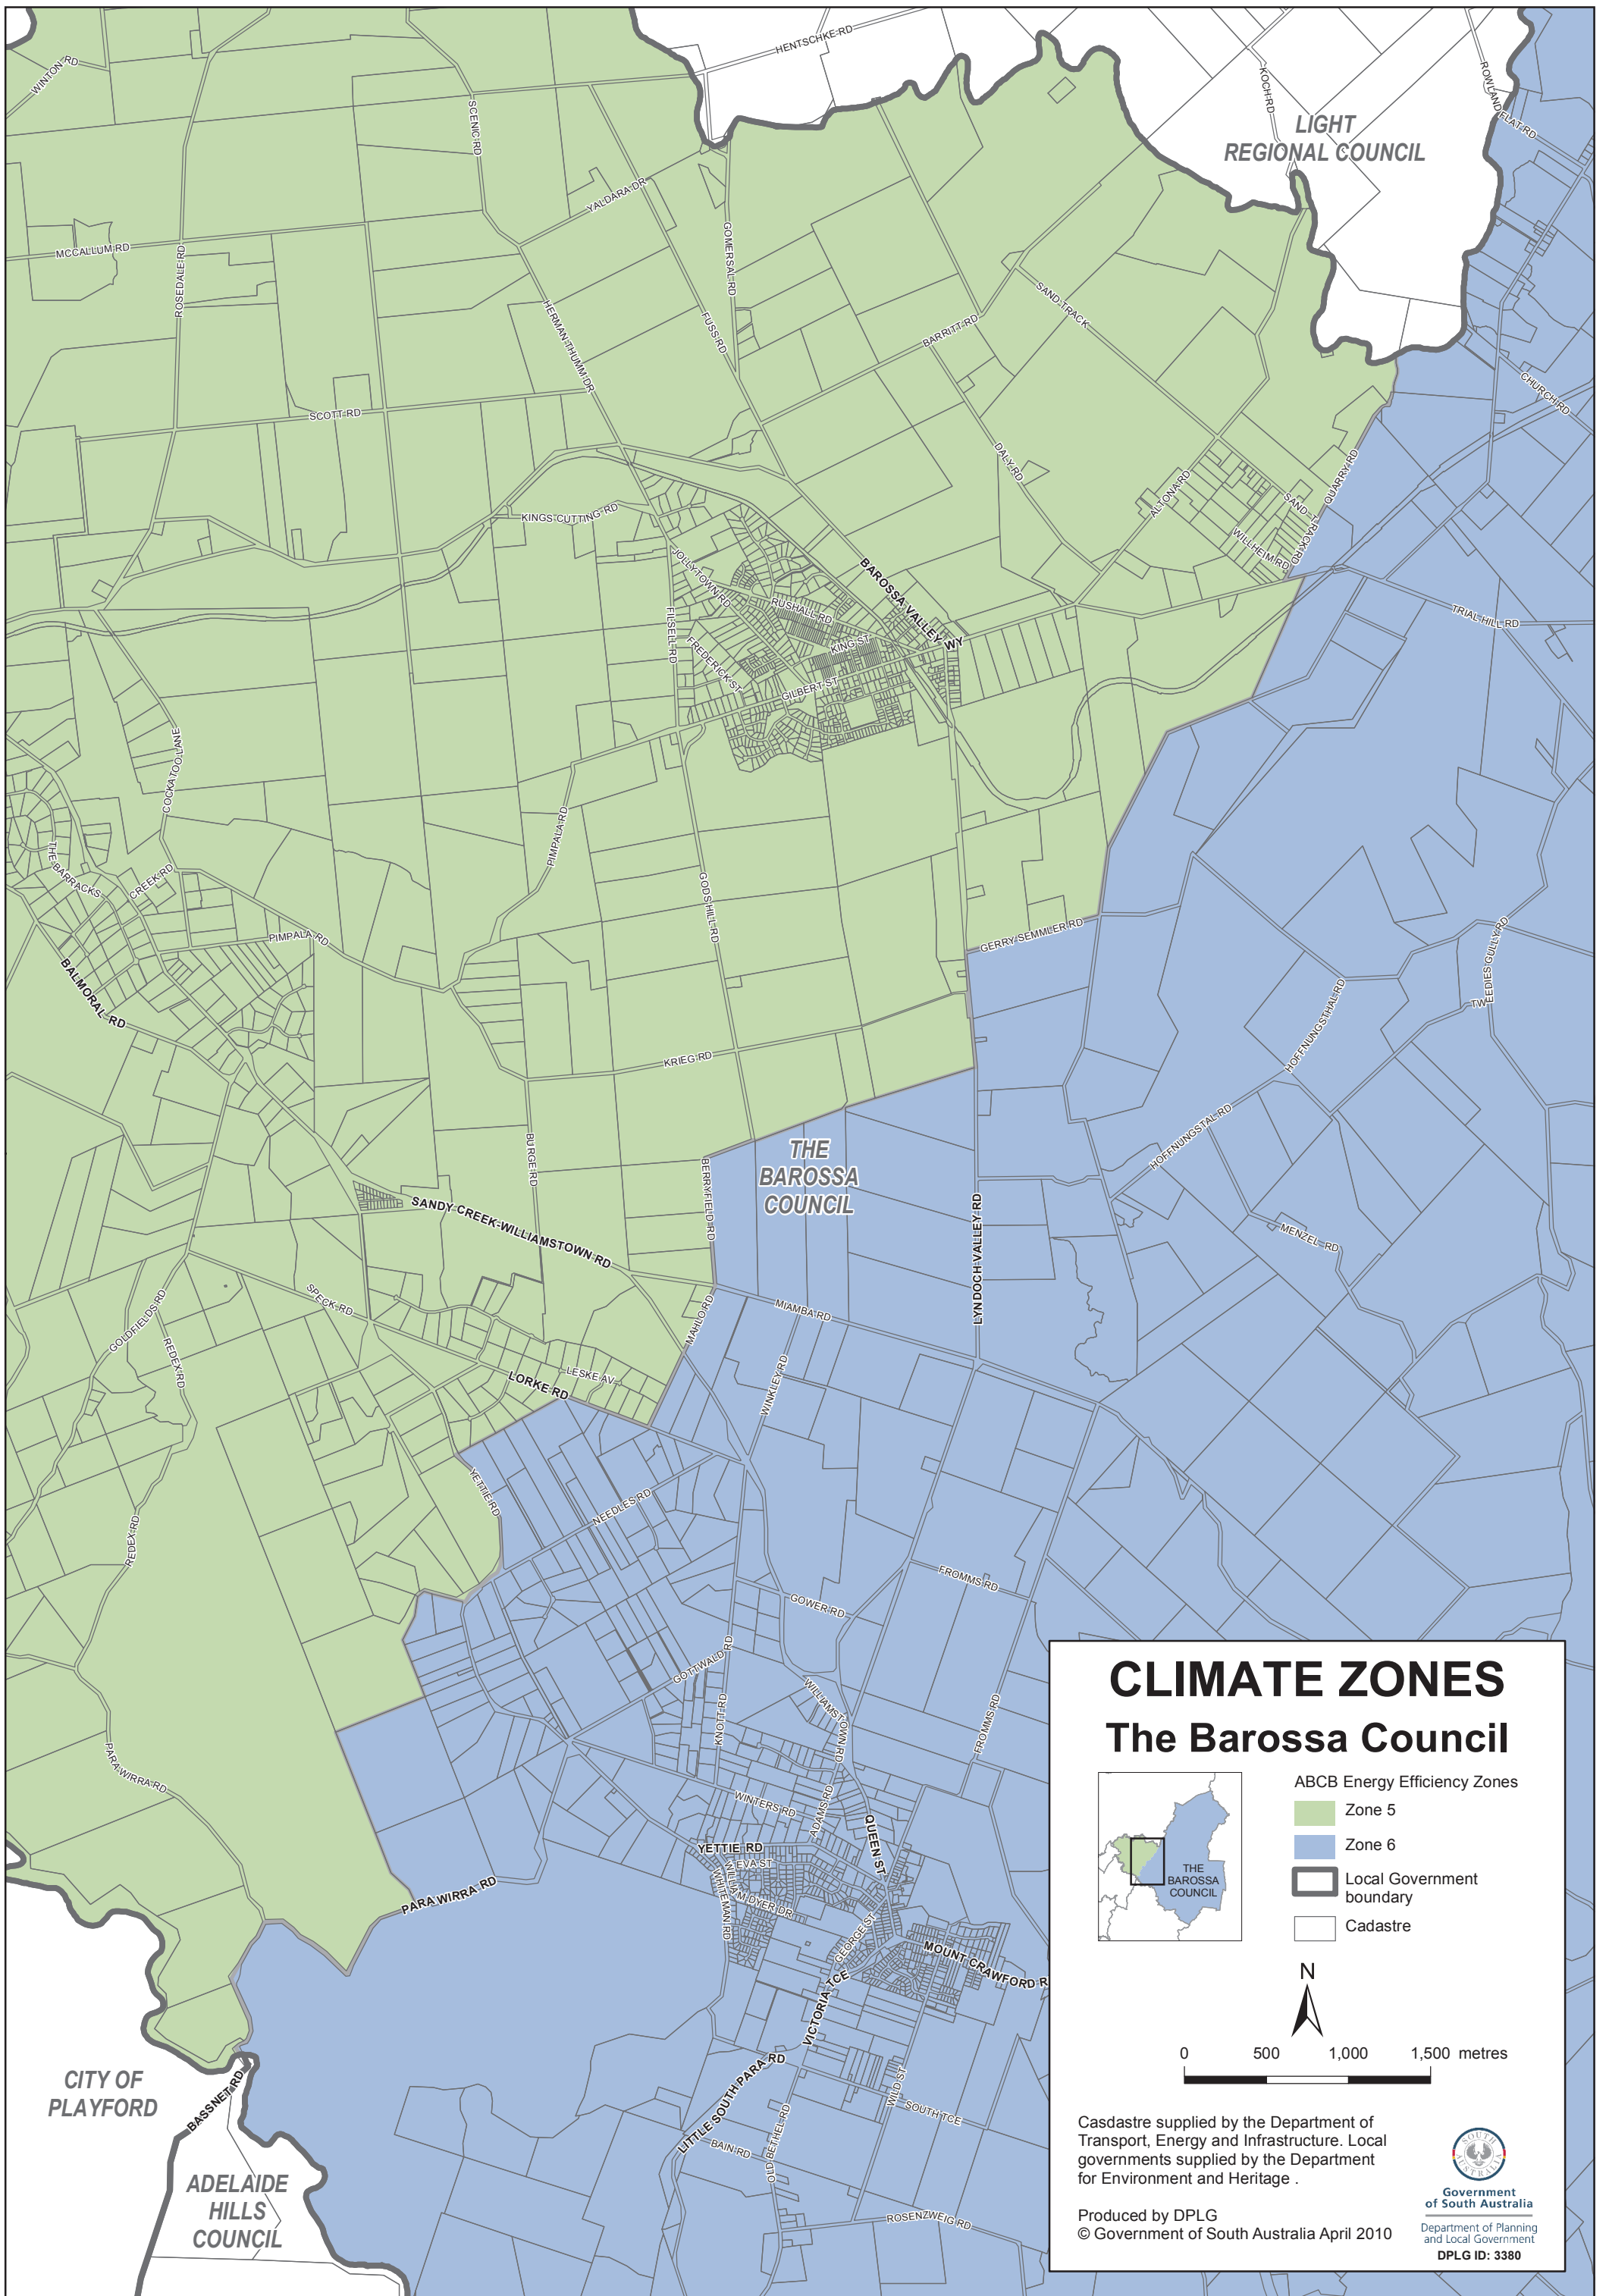 HENTSCHKE RD
WINTON RD
KOCH RD
ROWLAND FLAT RD
SCENIC RD
LIGHT
REGIONAL COUNCIL
YALDARA DR
MCCALLUM RD
ROSEDALE RD
GOMERSAL RD
SAND TRACK
HERMAN THUMM DR
FUSS RD
BARRITT RD
CHURCH RD
SCOTT RD
DALY RD
QUARRY RD
ALTONA RD
KINGS CUTTING RD
SAND TRACK RD
WILLHEIM RD
JOLLYTOWN RD
BAROSSA VALLEY WY
RUSHALL RD
TRIAL HILL RD
FILSELL RD
FREDERICK ST
KING ST
GILBERT ST
COCKATOO LANE
PIMPALA RD
THE BARRACKS
CREEK RD
GODS HILL RD
PIMPALA RD
GERRY SEMMLER RD
BALMORAL RD
TWEEDIES GULLY RD
HOFFNUNGSTHAL RD
KRIEG RD
HOFFNUNGSTAL RD
BURGE RD
BERRYFIELD RD
THE
BAROSSA
COUNCIL
SANDY CREEK-WILLIAMSTOWN RD
LYNDOCH VALLEY RD
MENZEL RD
SPECK RD
GOLDFIELDS RD
MAHLO RD
MIAMBA RD
REDEX RD
LESKE AV
LORKE RD
WINKLEY RD
YETTIE RD
NEEDLES RD
REDEX RD
FROMMS RD
GOWER RD
GOTTWALD RD
KNOTT RD
WILLIAMSTOWN RD
FROMMS RD
PARA WIRRA RD
WINTERS RD
ADAMS RD
QUEEN ST
YETTIE RD
EVA ST
WILLIAM DYER DR
WHITEMAN RD
PARA WIRRA RD
GEORGE ST
MOUNT CRAWFORD R
VICTORIA TCE
CITY OF
PLAYFORD
BASSNET RD
LITTLE SOUTH PARA RD
WILD ST
SOUTH TCE
BAIN RD
OTTO BETHEL RD
ADELAIDE
HILLS
COUNCIL
ROSENZWEIG RD
CLIMATE ZONES
The Barossa Council
ABCB Energy Efficiency Zones
Zone 5
Zone 6
Local Government
boundary
Cadastre
THE
BAROSSA
COUNCIL
N
0 500 1,000 1,500 metres
Casdastre supplied by the Department of
Transport, Energy and Infrastructure. Local
governments supplied by the Department
for Environment and Heritage .
Produced by DPLG
© Government of South Australia April 2010
SOUTH AUSTRALIA
Government
of South Australia
Department of Planning
and Local Government
DPLG ID: 3380